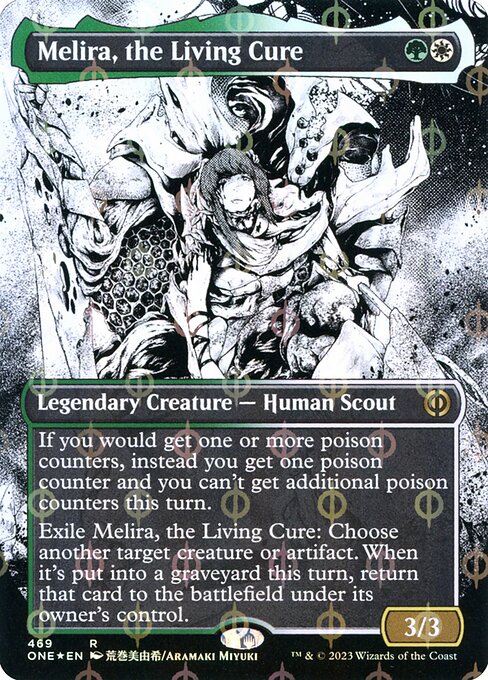 Melira, the Living Cure
Legendary Creature — Human Scout
If you would get one or more poison
counters, instead you get one poison
counter and you can't get additional poison
counters this turn.
Exile Melira, the Living Cure: Choose
another target creature or artifact. When
it's put into a graveyard this turn, return
that card to the battlefield under its
owner's control.
3/3
469 R
ONE★EN 荒巻美由希/ARAMAKI MIYUKI
™ & © 2023 Wizards of the Coast